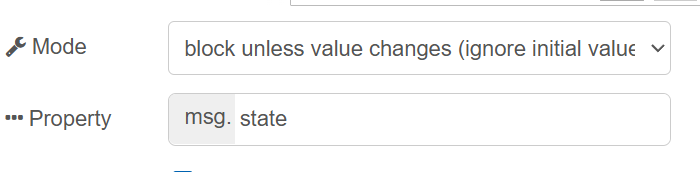 Mode
block unless value changes (ignore initial value
Property
msg. state